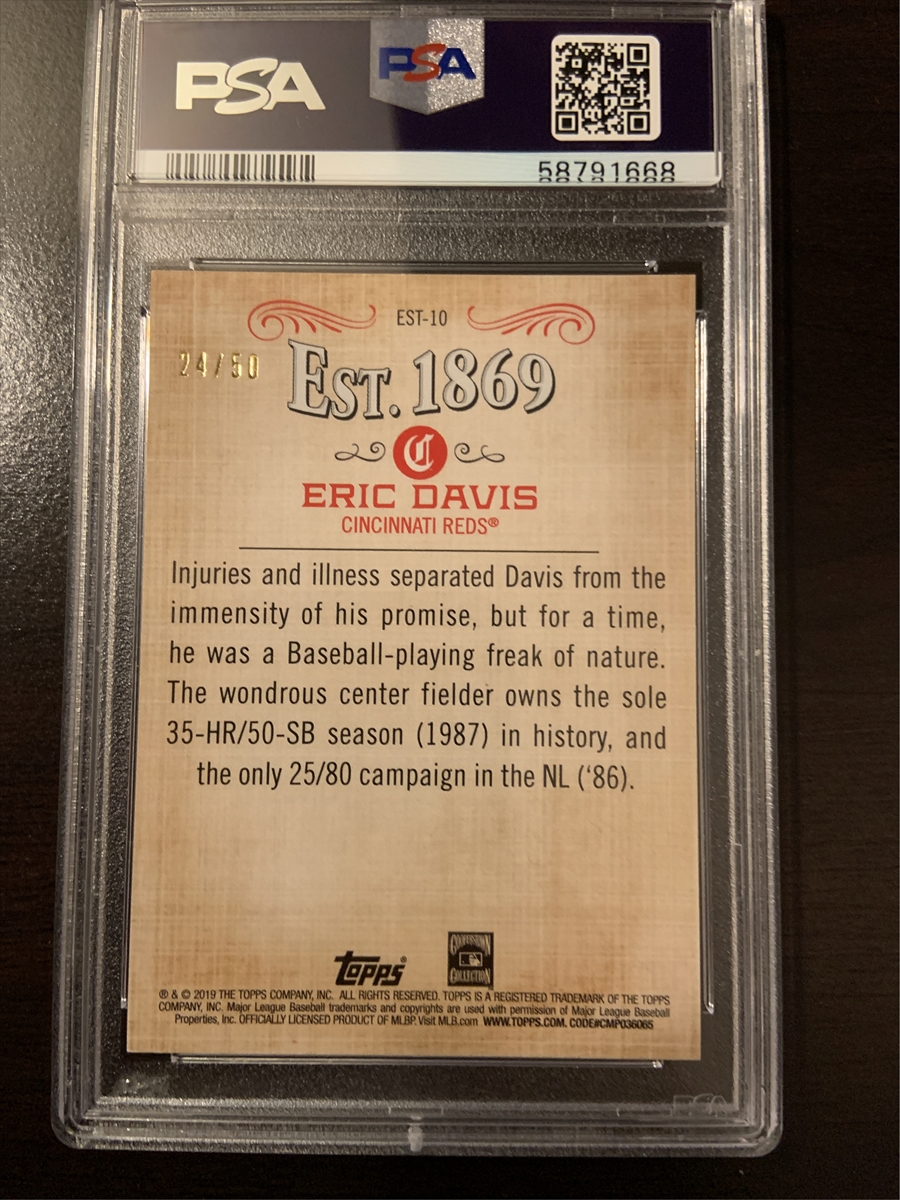 PSA
PSA
58791668
EST-10
24/50
EST. 1869
C
ERIC DAVIS
CINCINNATI REDS®
Injuries and illness separated Davis from the
immensity of his promise, but for a time,
he was a Baseball-playing freak of nature.
The wondrous center fielder owns the sole
35-HR/50-SB season (1987) in history, and
the only 25/80 campaign in the NL (‘86).
topps®
COOPERSTOWN
COLLECTION
® & © 2019 THE TOPPS COMPANY, INC. ALL RIGHTS RESERVED. TOPPS IS A REGISTERED TRADEMARK OF THE TOPPS
COMPANY, INC. Major League Baseball trademarks and copyrights are used with permission of Major League Baseball
Properties, Inc. OFFICIALLY LICENSED PRODUCT OF MLBP. Visit MLB.com WWW.TOPPS.COM. CODE#CMP036065
PSA